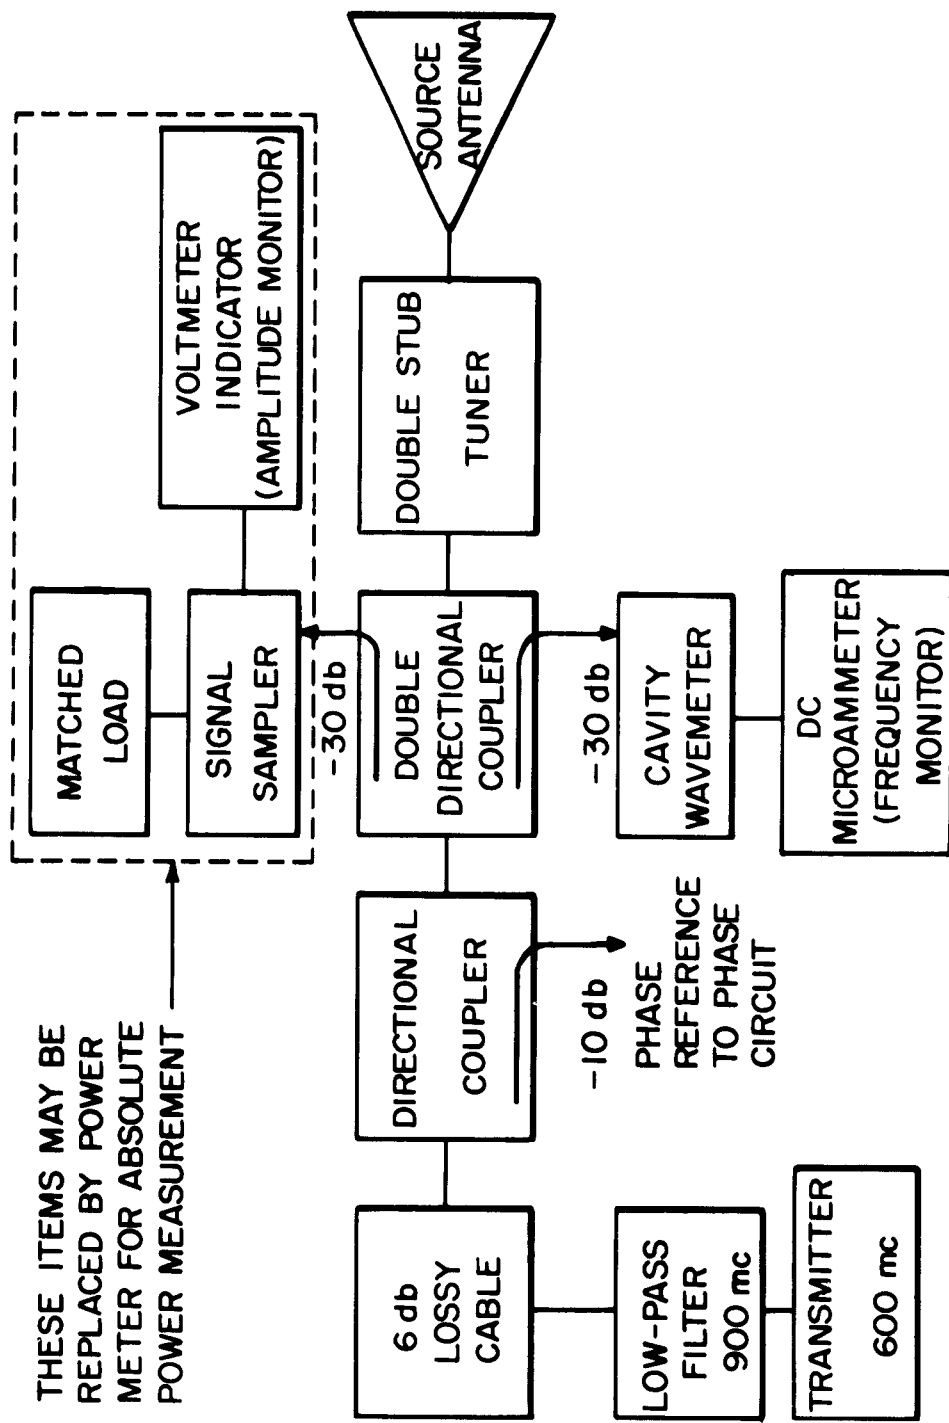 THESE ITEMS MAY BE
REPLACED BY POWER
METER FOR ABSOLUTE
POWER MEASUREMENT
MATCHED
LOAD
SIGNAL
SAMPLER
VOLTMETER
INDICATOR
(AMPLITUDE MONITOR)
-30 db
6 db
LOSSY
CABLE
DIRECTIONAL
COUPLER
DOUBLE
DIRECTIONAL
COUPLER
DOUBLE STUB
TUNER
SOURCE
ANTENNA
-10 db
PHASE
REFERENCE
TO PHASE
CIRCUIT
-30 db
LOW-PASS
FILTER
900 mc
CAVITY
WAVEMETER
TRANSMITTER
600 mc
DC
MICROAMMETER
(FREQUENCY
MONITOR)